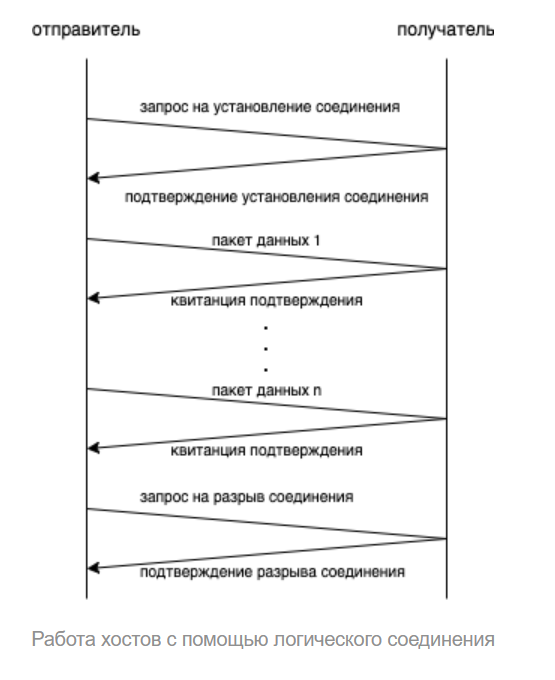 отправитель
получатель
запрос на установление соединения
подтверждение установления соединения
пакет данных 1
квитанция подтверждения
пакет данных n
квитанция подтверждения
запрос на разрыв соединения
подтверждение разрыва соединения
Работа хостов с помощью логического соединения